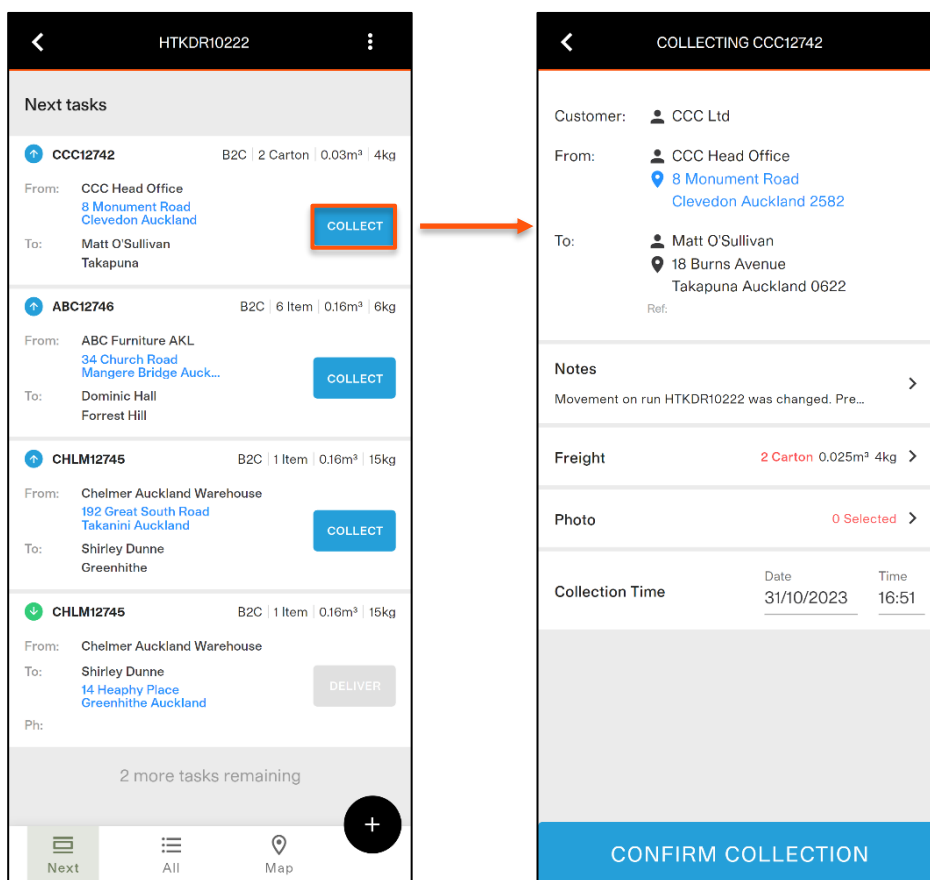 HTKDR10222
Next tasks
CCC12742 B2C 2 Carton 0.03m³ 4kg
From: CCC Head Office
8 Monument Road
Clevedon Auckland
COLLECT
To: Matt O'Sullivan
Takapuna
ABC12746 B2C 6 Item 0.16m³ 6kg
From: ABC Furniture AKL
34 Church Road
Mangere Bridge Auck...
COLLECT
To: Dominic Hall
Forrest Hill
CHLM12745 B2C 1 Item 0.16m³ 15kg
From: Chelmer Auckland Warehouse
192 Great South Road
Takanini Auckland
COLLECT
To: Shirley Dunne
Greenhithe
CHLM12745 B2C 1 Item 0.16m³ 15kg
From: Chelmer Auckland Warehouse
To: Shirley Dunne
14 Heaphy Place
Greenhithe Auckland
DELIVER
Ph:
2 more tasks remaining
Next All Map
COLLECTING CCC12742
Customer: CCC Ltd
From: CCC Head Office
8 Monument Road
Clevedon Auckland 2582
To: Matt O'Sullivan
18 Burns Avenue
Takapuna Auckland 0622
Ref:
Notes
Movement on run HTKDR10222 was changed. Pre...
Freight 2 Carton 0.025m³ 4kg
Photo 0 Selected
Collection Time
Date Time
31/10/2023 16:51
CONFIRM COLLECTION